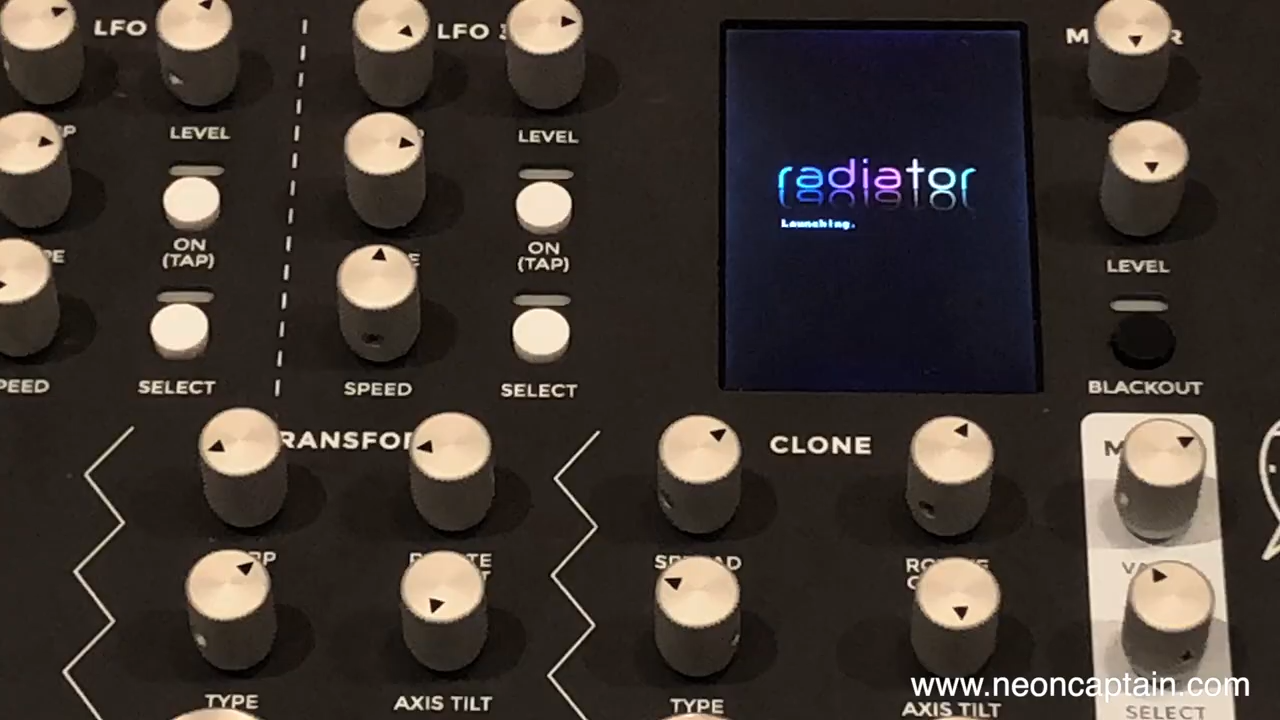 LFO
LFO
LEVEL
LEVEL
ON
(TAP)
ON
(TAP)
SELECT
SPEED
SELECT
radiator
Launching.
LEVEL
BLACKOUT
CLONE
TYPE
AXIS TILT
TYPE
AXIS TILT
SELECT
www.neoncaptain.com